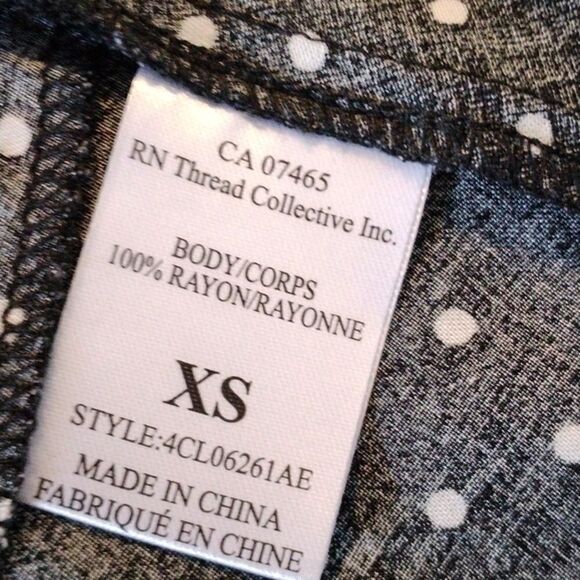 CA 07465
RN Thread Collective Inc.
BODY/CORPS
100% RAYON/RAYONNE
XS
STYLE:4CL06261AE
MADE IN CHINA
FABRIQUÉ EN CHINE